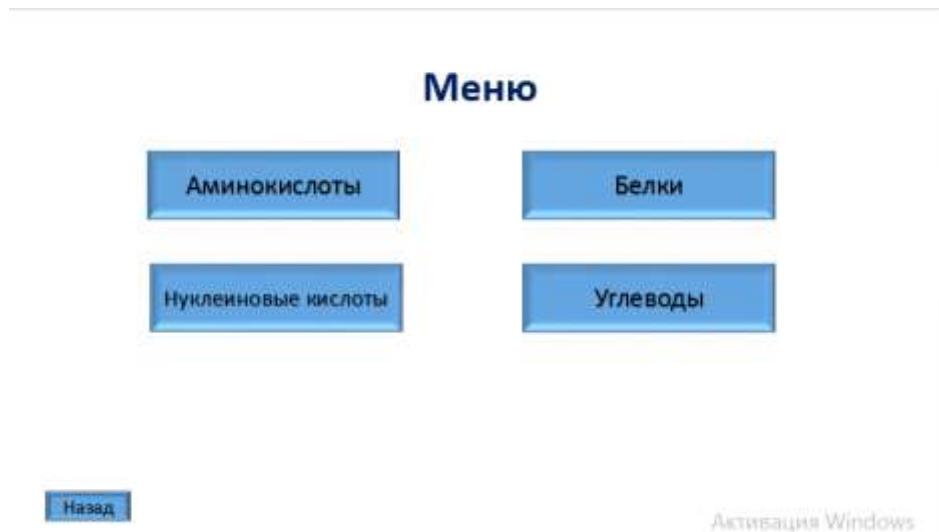 Меню
Аминокислоты
Белки
Нуклеиновые кислоты
Углеводы
Назад
Активация Windows